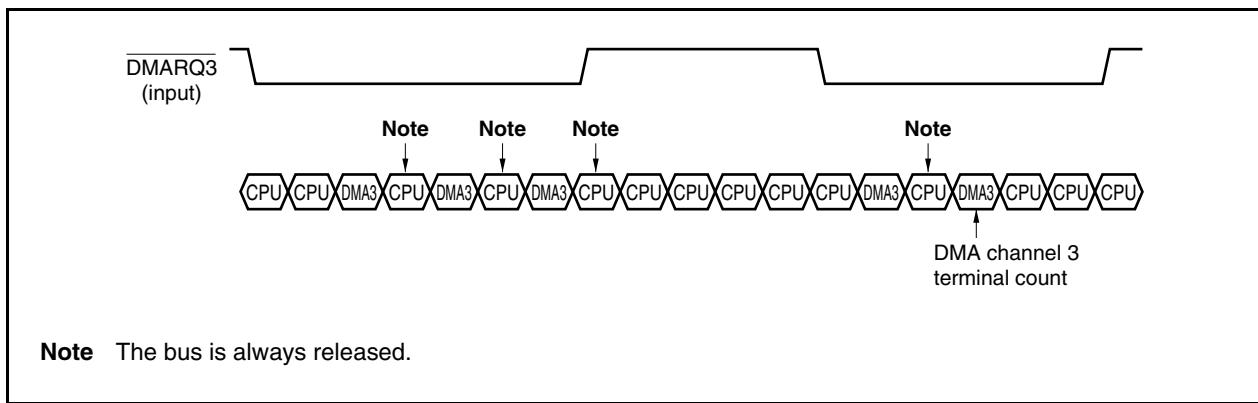 DMARQ3
(input)
Note Note Note Note
CPU CPU DMA3 CPU DMA3 CPU DMA3 CPU CPU CPU CPU CPU CPU DMA3 CPU DMA3 CPU CPU CPU
DMA channel 3
terminal count
Note The bus is always released.